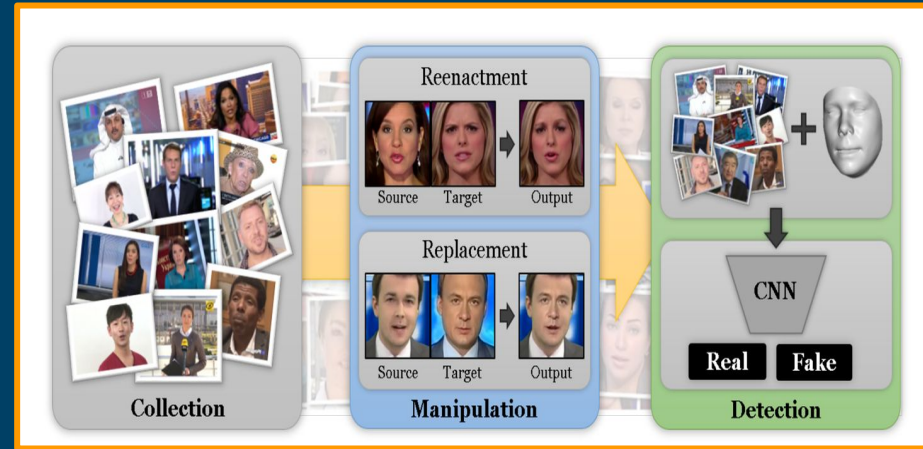 Reenactment
Source Target Output
Replacement
Source Target Output
CNN
Real Fake
Collection
Manipulation
Detection